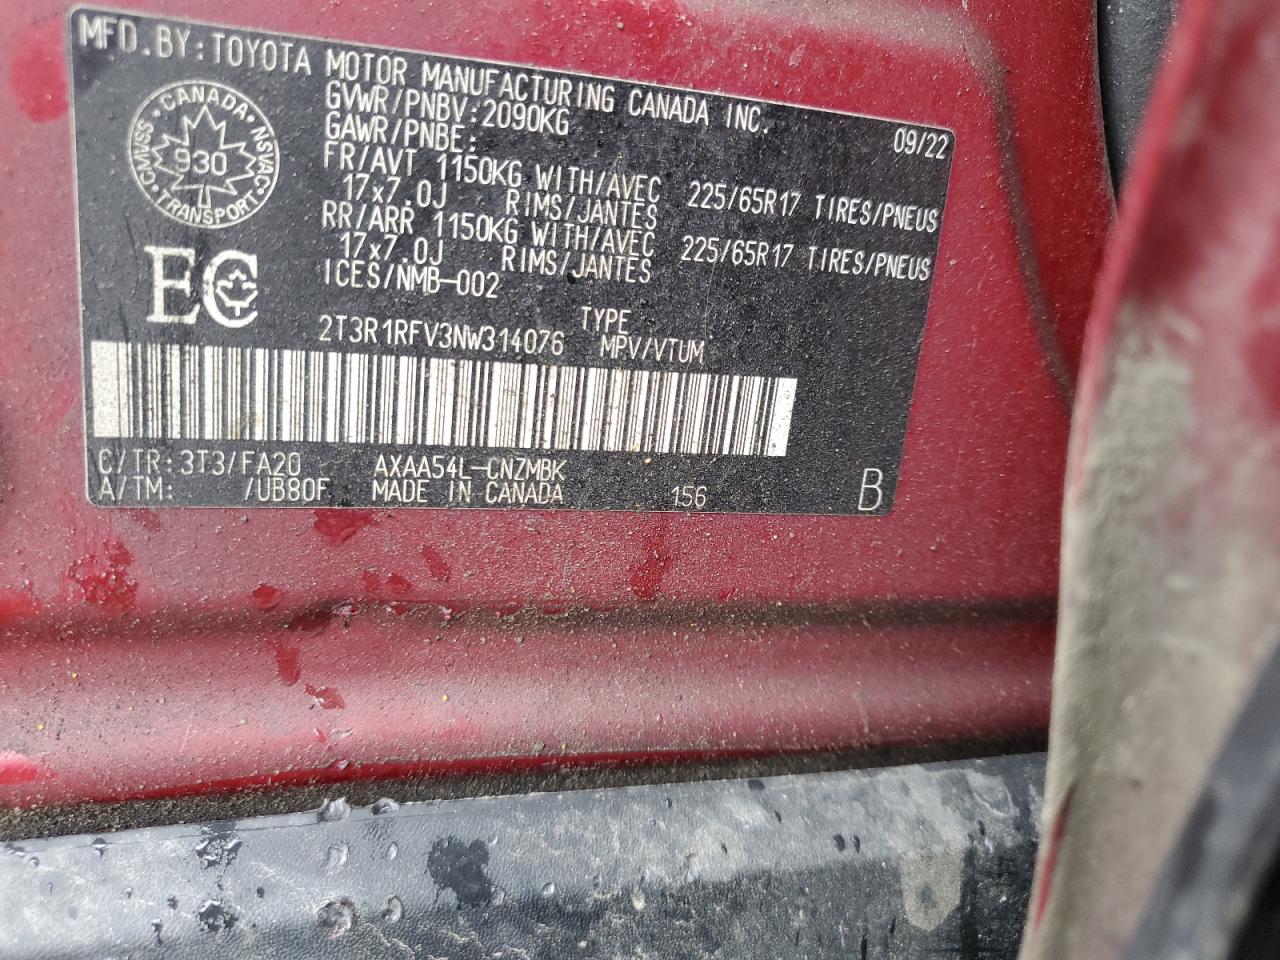 MFD.BY:TOYOTA MOTOR MANUFACTURING CANADA INC.
GVWR/PNBV:2090KG 09/22
GAWR/PNBE:
FR/AVT 1150KG WITH/AVEC 225/65R17 TIRES/PNEUS
17x7.0J RIMS/JANTES
RR/ARR 1150KG WITH/AVEC 225/65R17 TIRES/PNEUS
17x7.0J RIMS/JANTES
ICES/NMB-002
CANADA NSVAC
CMVSS TRANSPORT
930
EC
TYPE
2T3R1RFV3NW314076 MPV/VTUM
C/TR:3T3/FA20 AXAA54L-CNZMBK
A/TM: /UB80F MADE IN CANADA 156 B